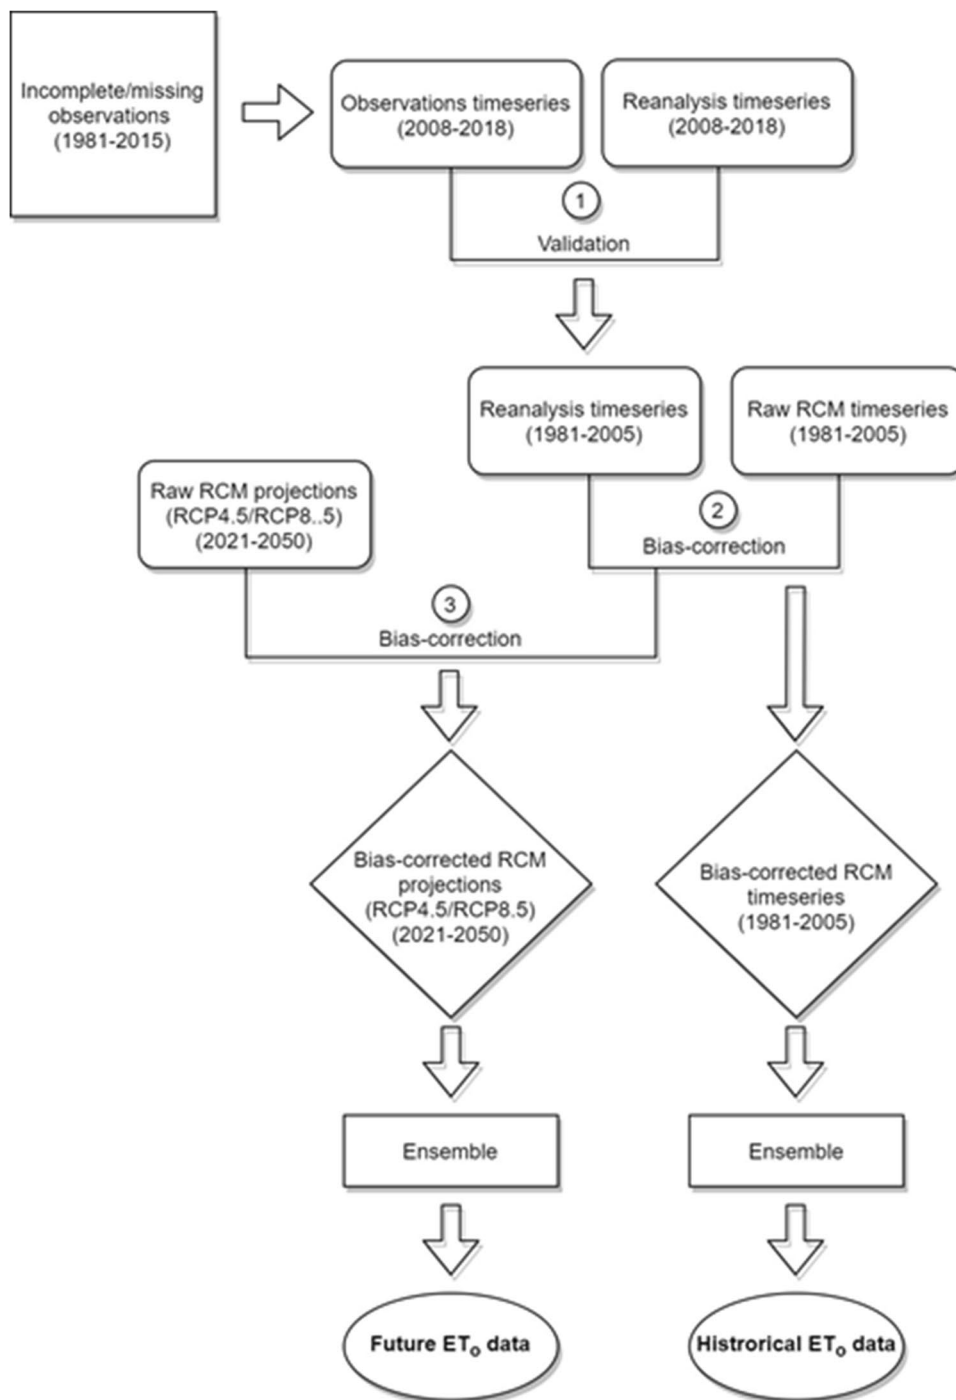 Incomplete/missing
observations
(1981-2015)
Observations timeseries
(2008-2018)
Reanalysis timeseries
(2008-2018)
1
Validation
Reanalysis timeseries
(1981-2005)
Raw RCM timeseries
(1981-2005)
Raw RCM projections
(RCP4.5/RCP8..5)
(2021-2050)
2
Bias-correction
3
Bias-correction
Bias-corrected RCM
projections
(RCP4.5/RCP8.5)
(2021-2050)
Bias-corrected RCM
timeseries
(1981-2005)
Ensemble
Ensemble
Future ETo data
Histrorical ETo data